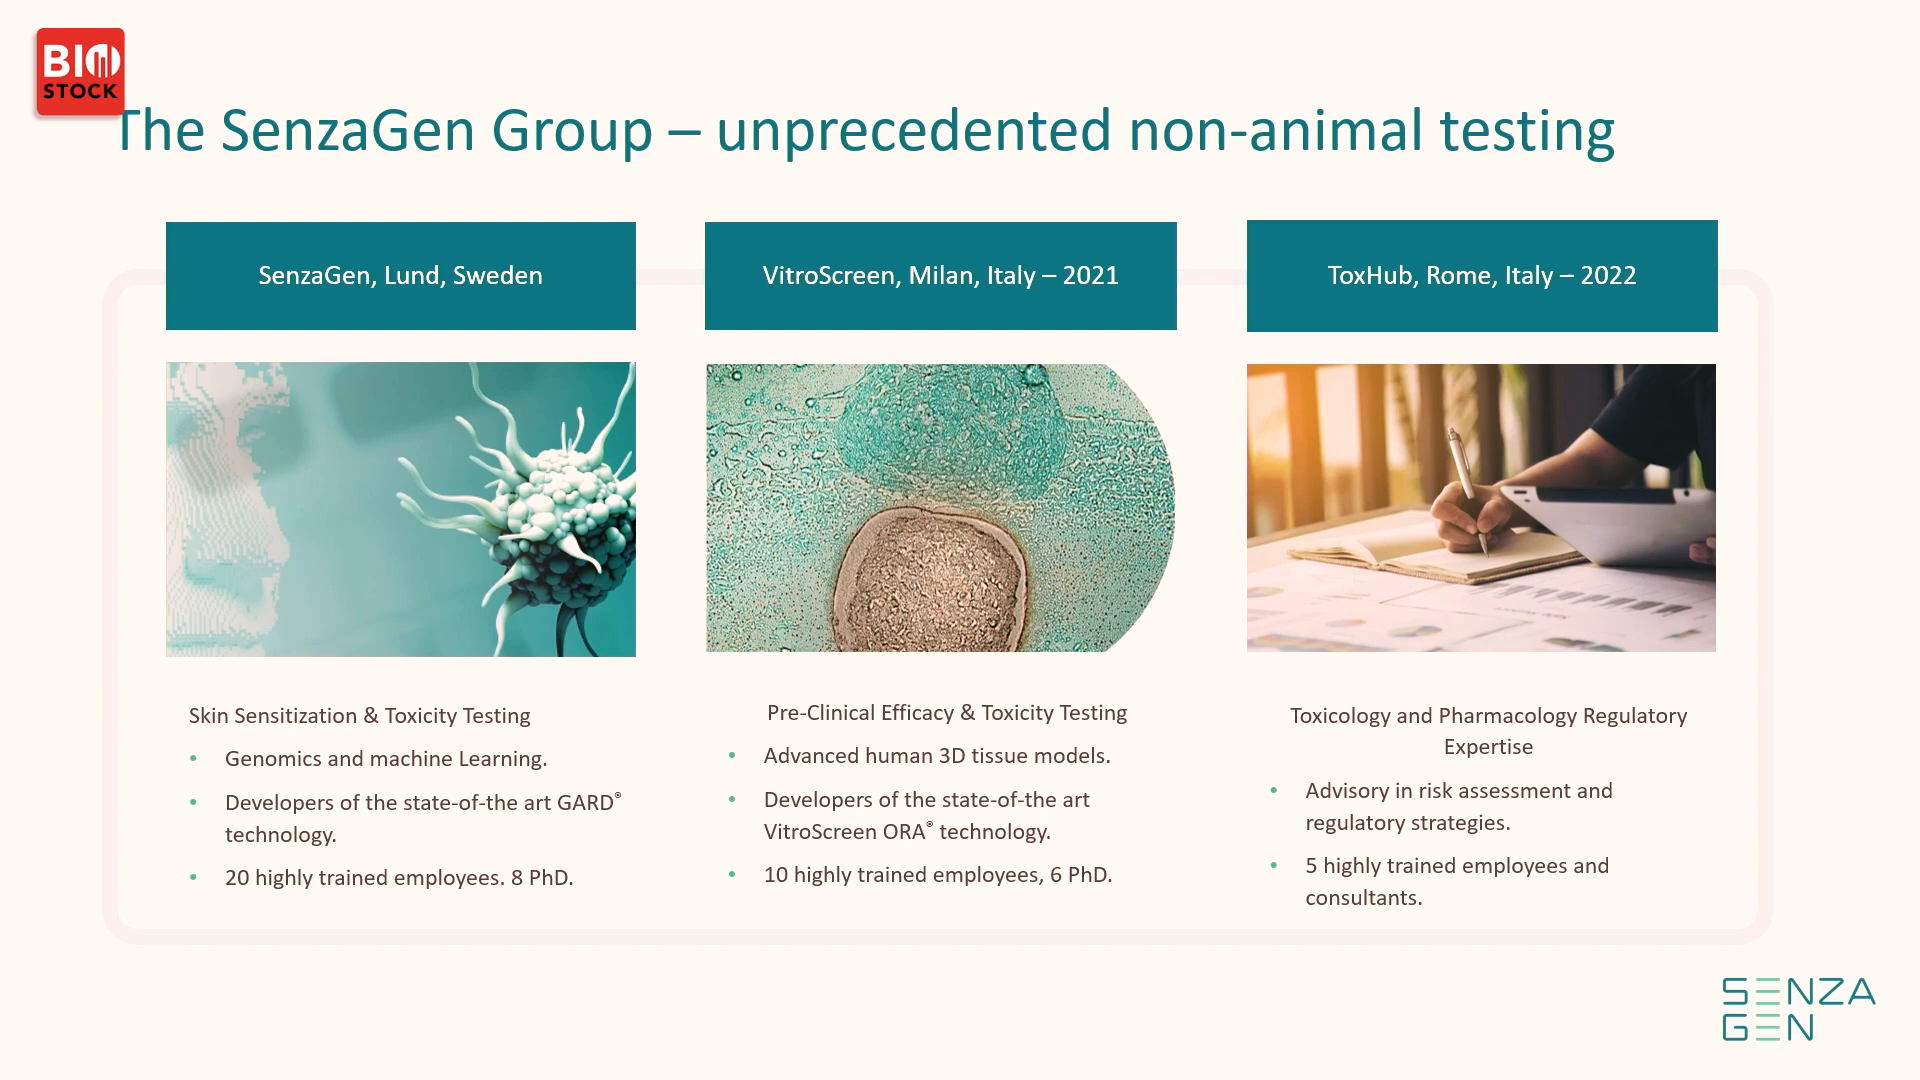 BIO
STOCK
The SenzaGen Group – unprecedented non-animal testing
SenzaGen, Lund, Sweden
VitroScreen, Milan, Italy – 2021
ToxHub, Rome, Italy – 2022
Skin Sensitization & Toxicity Testing
• Genomics and machine Learning.
• Developers of the state-of-the art GARD®
technology.
• 20 highly trained employees. 8 PhD.
Pre-Clinical Efficacy & Toxicity Testing
• Advanced human 3D tissue models.
• Developers of the state-of-the art
VitroScreen ORA® technology.
• 10 highly trained employees, 6 PhD.
Toxicology and Pharmacology Regulatory
Expertise
• Advisory in risk assessment and
regulatory strategies.
• 5 highly trained employees and
consultants.
SENZA
GEN